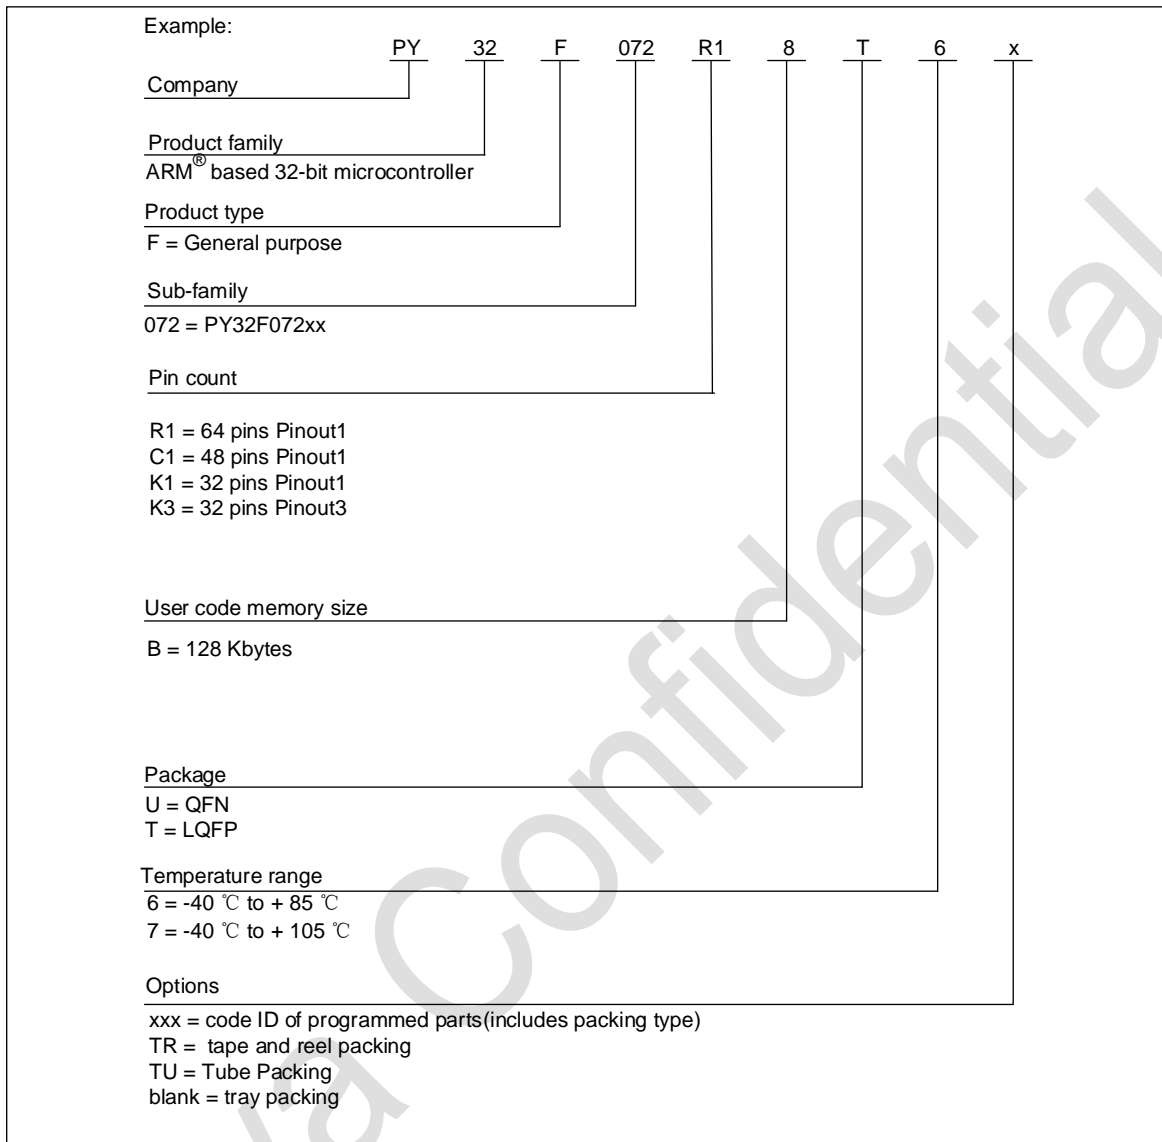 Example:
PY 32 F 072 R1 8 T 6 x
Company
Product family
ARM® based 32-bit microcontroller
Product type
F = General purpose
Sub-family
072 = PY32F072xx
Pin count
R1 = 64 pins Pinout1
C1 = 48 pins Pinout1
K1 = 32 pins Pinout1
K3 = 32 pins Pinout3
User code memory size
B = 128 Kbytes
Package
U = QFN
T = LQFP
Temperature range
6 = -40 ℃ to + 85 ℃
7 = -40 ℃ to + 105 ℃
Options
xxx = code ID of programmed parts(includes packing type)
TR =  tape and reel packing
TU = Tube Packing
blank = tray packing
a Confidential